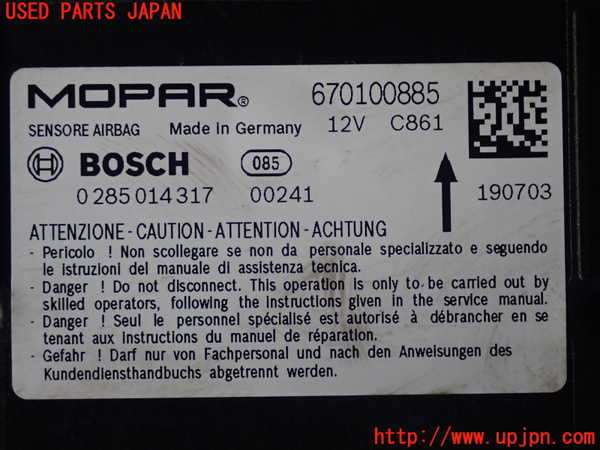 USED PARTS JAPAN
MOPAR® 670100885
SENSORE AIRBAG Made in Germany 12V C861
BOSCH 085
0 285 014 317 00241 190703
ATTENZIONE - CAUTION - ATTENTION - ACHTUNG
- Pericolo ! Non scollegare se non da personale specializzato e seguendo
le istruzioni del manuale di assistenza tecnica.
- Danger ! Do not disconnect. This operation is only to be carried out by
skilled operators, following the instructions given in the service manual.
- Danger ! Seul le personnel spécialisé est autorisé à débrancher en se
tenant aux instructions du manuel de réparation.
- Gefahr ! Darf nur von Fachpersonal und nach den Anweisungen des
Kundendiensthandbuchs abgetrennt werden.
#762-0000011648
https://www.upjpn.com/